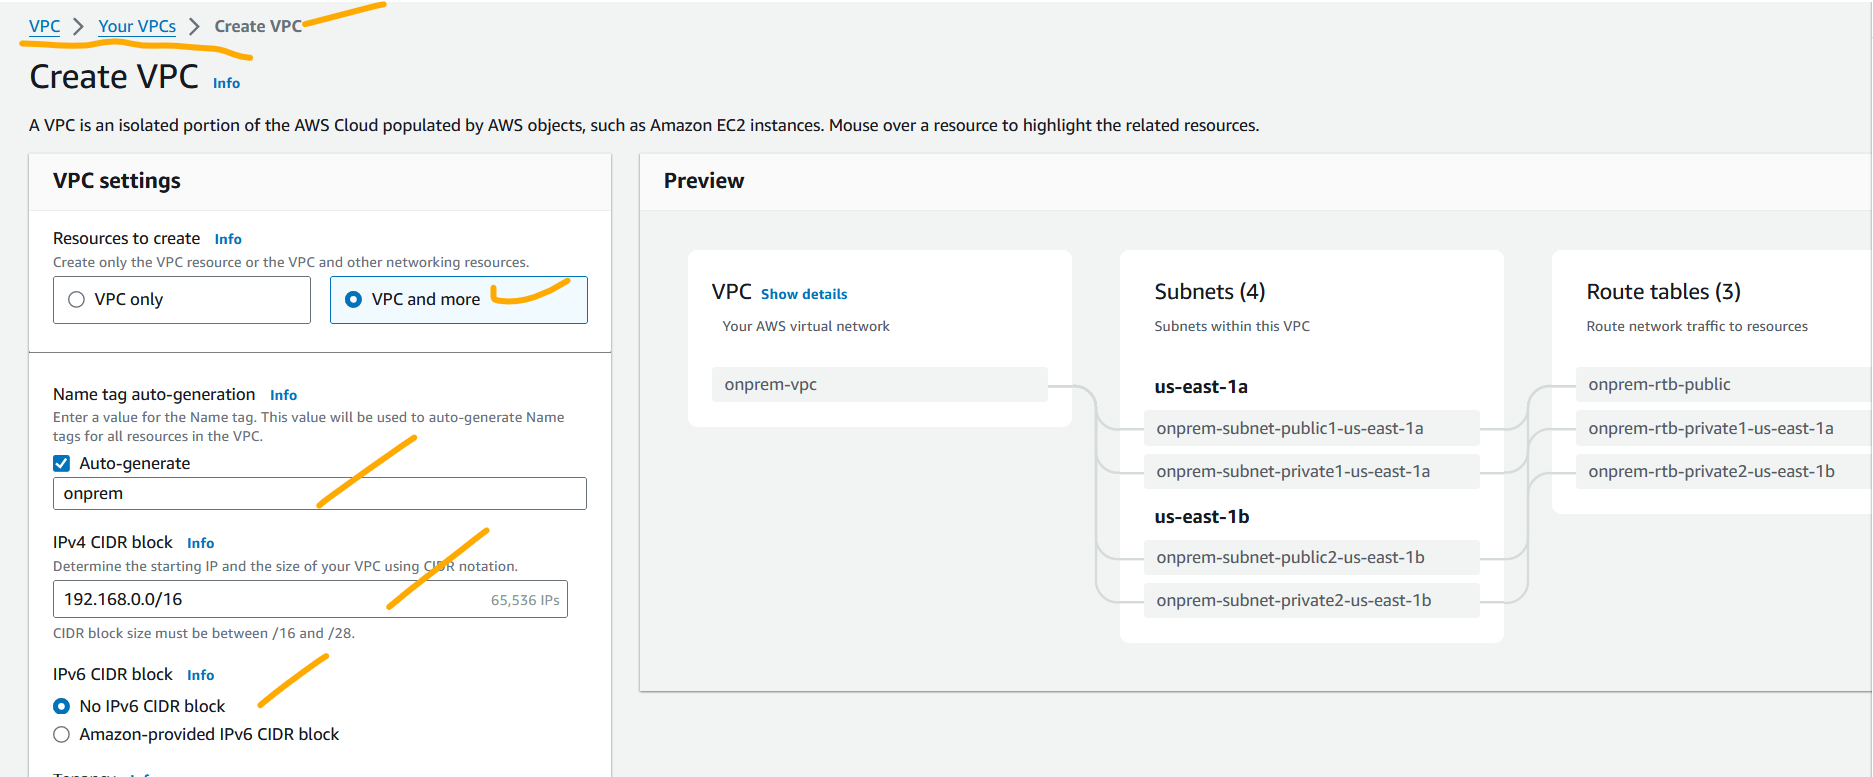 VPC > Your VPCs > Create VPC
Create VPC Info
A VPC is an isolated portion of the AWS Cloud populated by AWS objects, such as Amazon EC2 instances. Mouse over a resource to highlight the related resources.
VPC settings
Resources to create Info
Create only the VPC resource or the VPC and other networking resources.
VPC only
VPC and more
Name tag auto-generation Info
Enter a value for the Name tag. This value will be used to auto-generate Name
tags for all resources in the VPC.
Auto-generate
onprem
IPv4 CIDR block Info
Determine the starting IP and the size of your VPC using CIDR notation.
192.168.0.0/16 65,536 IPs
CIDR block size must be between /16 and /28.
IPv6 CIDR block Info
No IPv6 CIDR block
Amazon-provided IPv6 CIDR block
Preview
VPC Show details
Your AWS virtual network
onprem-vpc
Subnets (4)
Subnets within this VPC
us-east-1a
onprem-subnet-public1-us-east-1a
onprem-subnet-private1-us-east-1a
us-east-1b
onprem-subnet-public2-us-east-1b
onprem-subnet-private2-us-east-1b
Route tables (3)
Route network traffic to resources
onprem-rtb-public
onprem-rtb-private1-us-east-1a
onprem-rtb-private2-us-east-1b